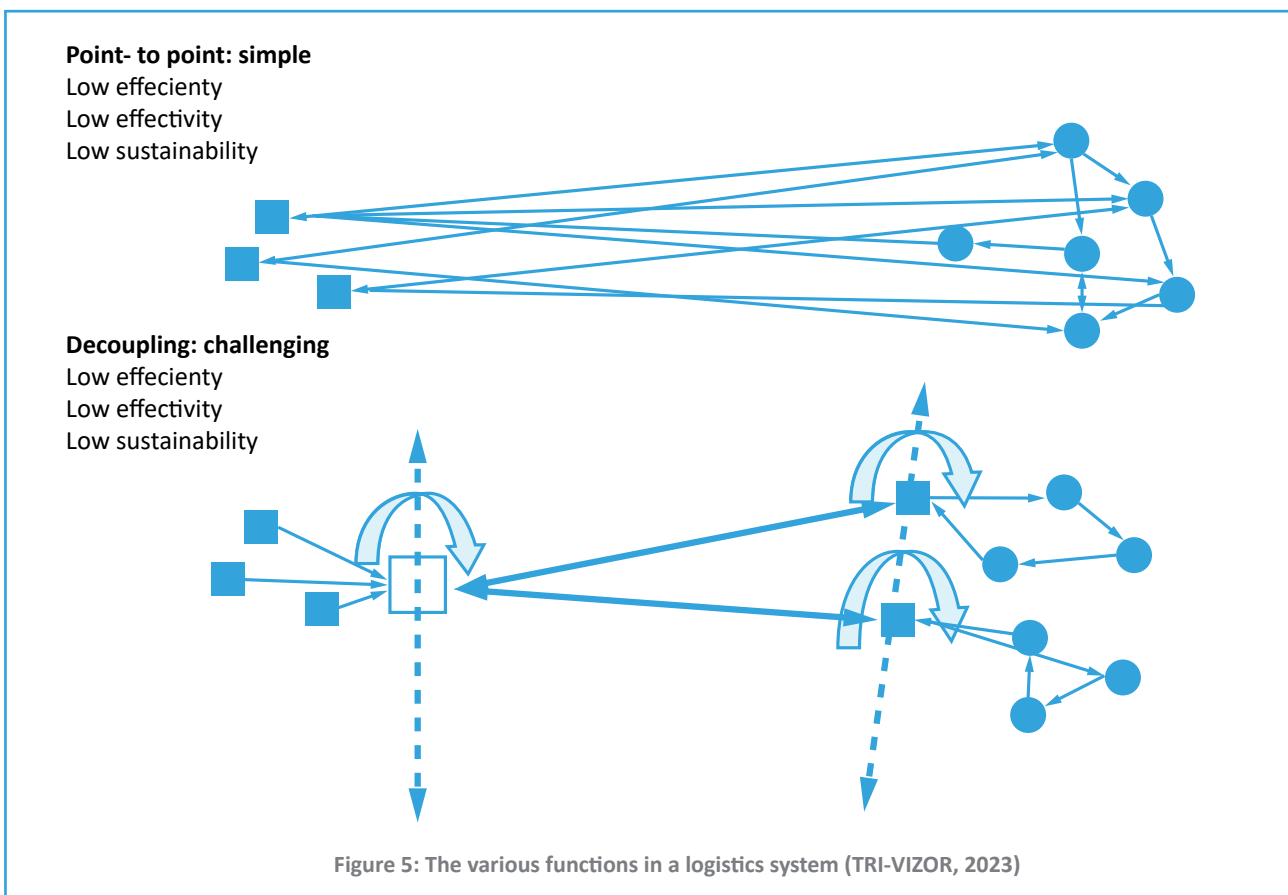 Point- to point: simple
Low effecienty
Low effectivity
Low sustainability
Decoupling: challenging
Low effecienty
Low effectivity
Low sustainability
Figure 5: The various functions in a logistics system (TRI-VIZOR, 2023)